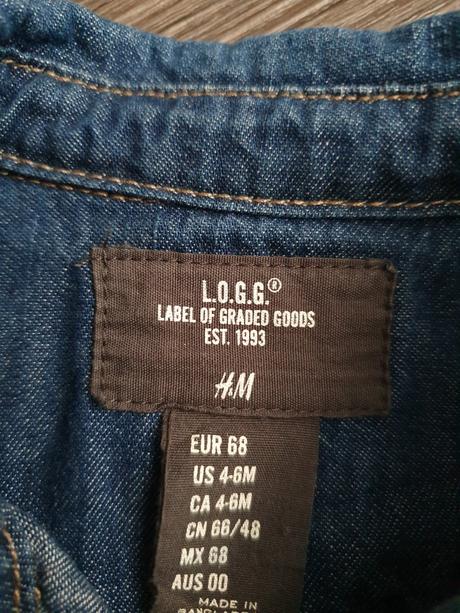 L.O.G.G.®
LABEL OF GRADED GOODS
EST. 1993
H&M
EUR 68
US 4-6M
CA 4-6M
CN 66/48
MX 68
AUS 00
MADE IN
BANGLADESH